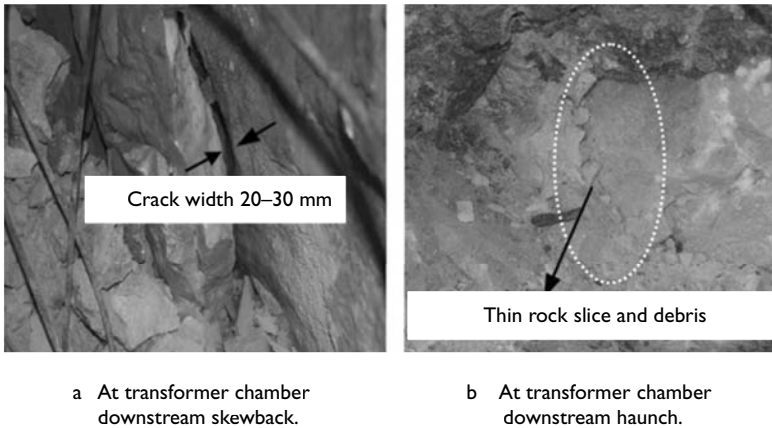 Crack width 20–30 mm
Thin rock slice and debris
a At transformer chamber
downstream skewback.
b At transformer chamber
downstream haunch.